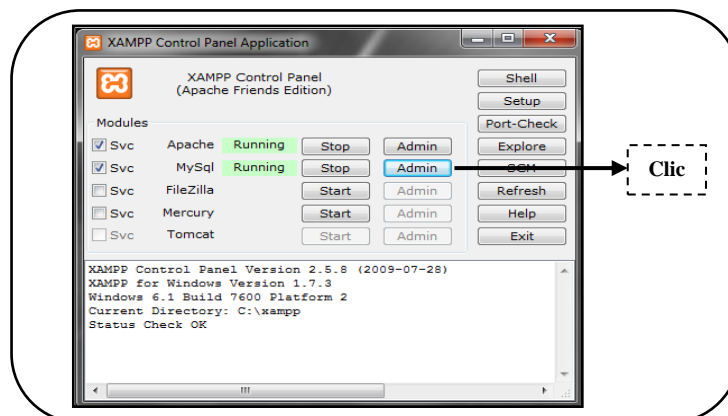 XAMPP Control Panel Application
XAMPP Control Panel
(Apache Friends Edition)
Shell
Setup
Port-Check
Modules
Svc Apache Running Stop Admin Explore
Svc MySql Running Stop Admin SCM
Clic
Svc FileZilla Start Admin Refresh
Svc Mercury Start Admin Help
Svc Tomcat Start Admin Exit
XAMPP Control Panel Version 2.5.8 (2009-07-28)
XAMPP for Windows Version 1.7.3
Windows 6.1 Build 7600 Platform 2
Current Directory: C:\xampp
Status Check OK